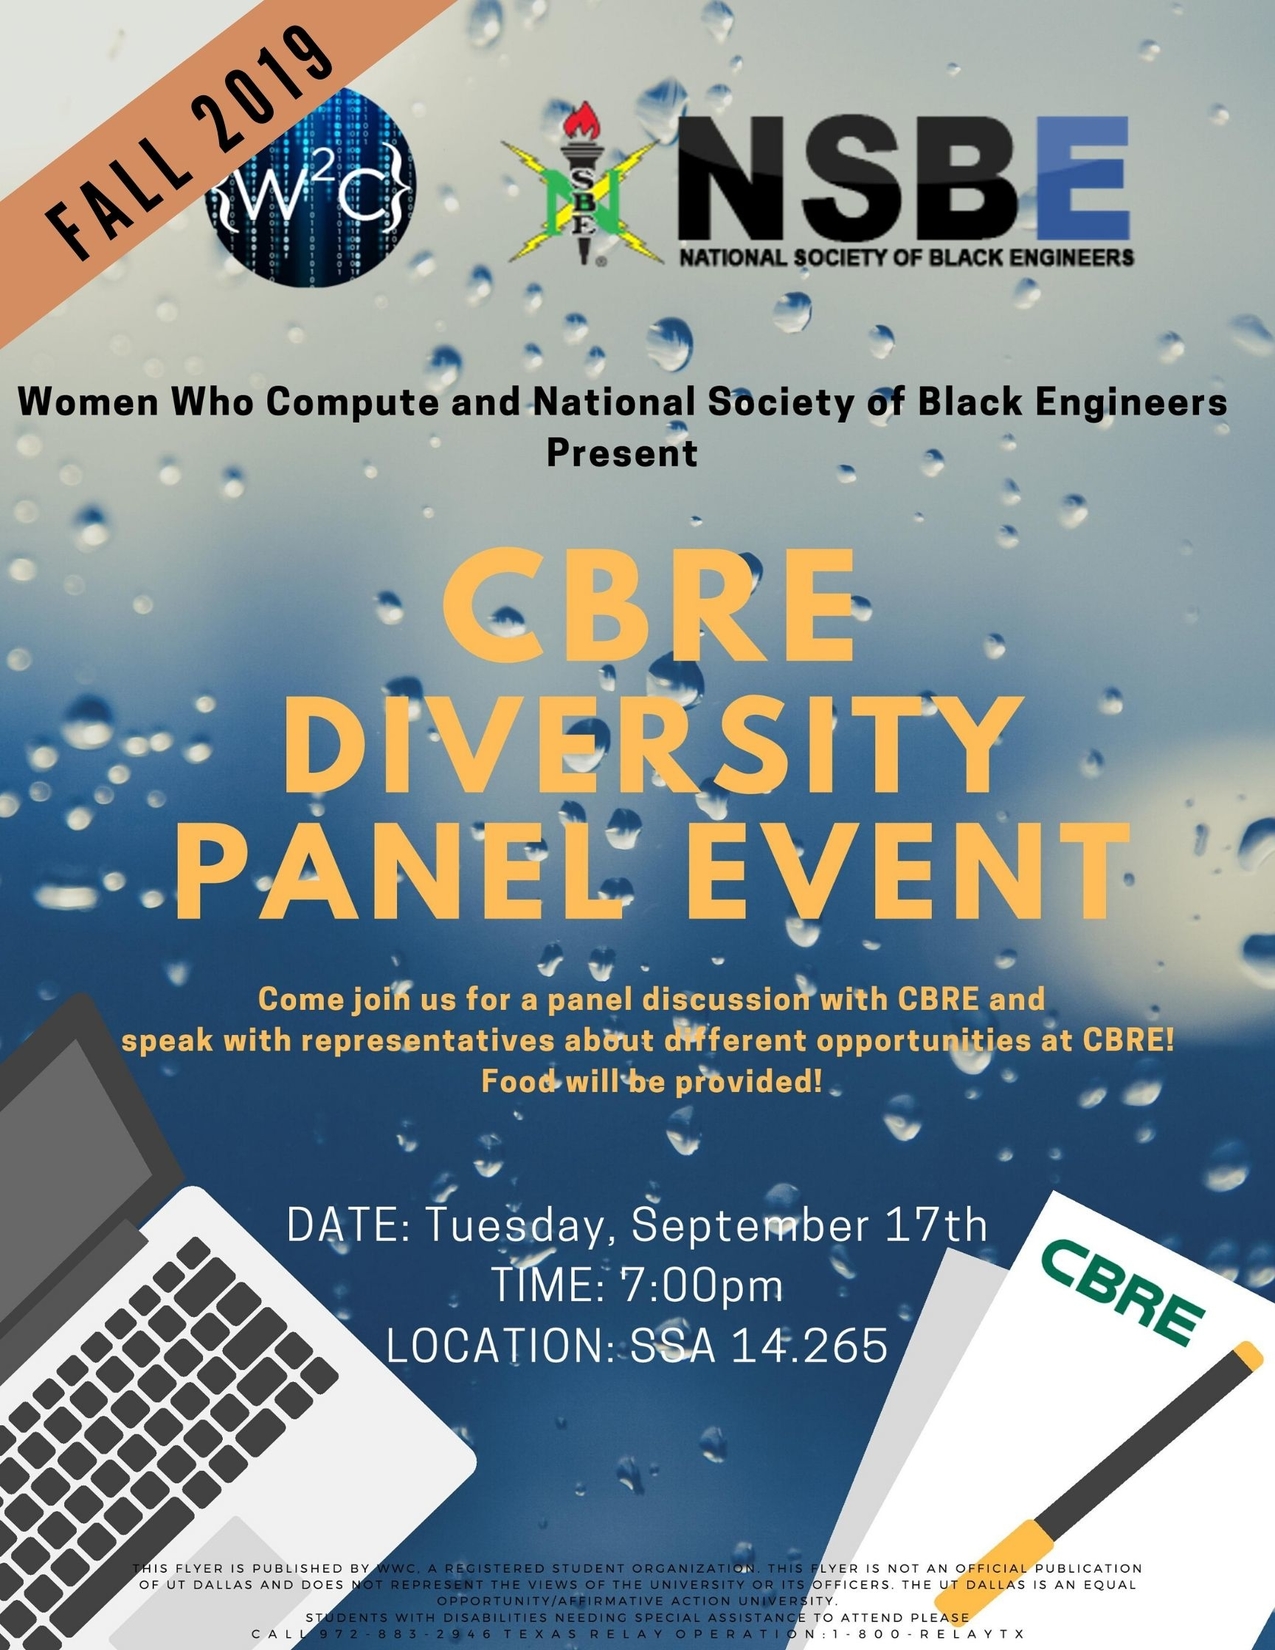 FALL 2019
{W²C}
NSBE
NSBE
NATIONAL SOCIETY OF BLACK ENGINEERS
Women Who Compute and National Society of Black Engineers
Present
CBRE
DIVERSITY
PANEL EVENT
Come join us for a panel discussion with CBRE and
speak with representatives about different opportunities at CBRE!
Food will be provided!
DATE: Tuesday, September 17th
TIME: 7:00pm
LOCATION: SSA 14.265
CBRE
THIS FLYER IS PUBLISHED BY WWC, A REGISTERED STUDENT ORGANIZATION. THIS FLYER IS NOT AN OFFICIAL PUBLICATION
OF UT DALLAS AND DOES NOT REPRESENT THE VIEWS OF THE UNIVERSITY OR ITS OFFICERS. THE UT DALLAS IS AN EQUAL
OPPORTUNITY/AFFIRMATIVE ACTION UNIVERSITY.
STUDENTS WITH DISABILITIES NEEDING SPECIAL ASSISTANCE TO ATTEND PLEASE
CALL 972-883-2946 TEXAS RELAY OPERATION:1-800-RELAYTX